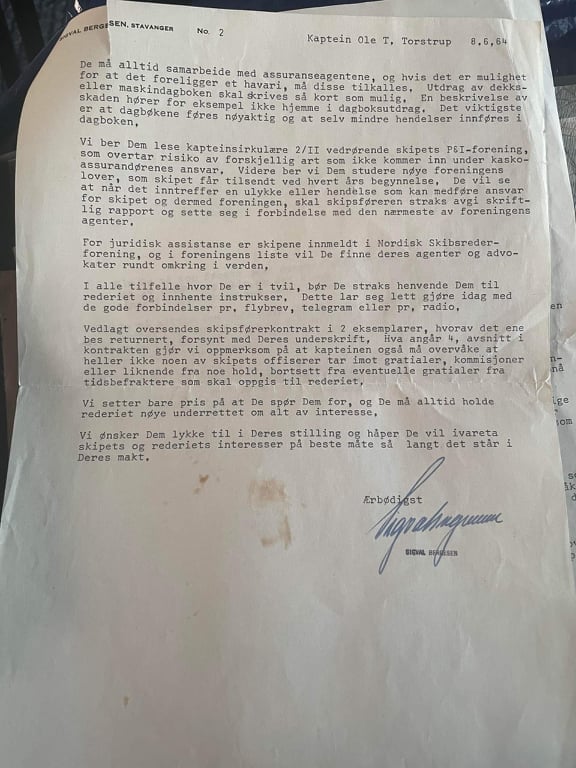 SIGVAL BERGESEN, STAVANGER No. 2 Kaptein Ole T. Torstrup 8.6.64
De må alltid samarbeide med assuranseagentene, og hvis det er mulighet
for at det foreligger et havari, må disse tilkalles. Utdrag av dekks-
eller maskindagboken skal skrives så kort som mulig. En beskrivelse av
skaden hører for eksempel ikke hjemme i dagboksutdrag. Det viktigste
er at dagbøkene føres nøyaktig og at selv mindre hendelser innføres i
dagboken.
Vi ber Dem lese kapteinsirkulære 2/II vedrørende skipets P&I-forening,
som overtar risiko av forskjellig art som ikke kommer inn under kasko-
assurandørenes ansvar. Videre ber vi Dem studere nøye foreningens
lover, som skipet får tilsendt ved hvert års begynnelse. De vil se
at når det inntreffer en ulykke eller hendelse som kan medføre ansvar
for skipet og dermed foreningen, skal skipsføreren straks avgi skrift-
lig rapport og sette seg i forbindelse med den nærmeste av foreningens
agenter.
For juridisk assistanse er skipene innmeldt i Nordisk Skibsreder-
forening, og i foreningens liste vil De finne deres agenter og advo-
kater rundt omkring i verden.
I alle tilfelle hvor De er i tvil, bør De straks henvende Dem til
rederiet og innhente instrukser. Dette lar seg lett gjøre idag med
de gode forbindelser pr. flybrev, telegram eller pr. radio.
Vedlagt oversendes skipsførerkontrakt i 2 eksemplarer, hvorav det ene
bes returnert, forsynt med Deres underskrift. Hva angår 4, avsnitt i
kontrakten gjør vi oppmerksom på at kapteinen også må overvåke at
heller ikke noen av skipets offiserer tar imot gratialer, kommisjoner
eller liknende fra noe hold, bortsett fra eventuelle gratialer fra
tidsbefraktere som skal oppgis til rederiet.
Vi setter bare pris på at De spør Dem for, og De må alltid holde
rederiet nøye underrettet om alt av interesse.
Vi ønsker Dem lykke til i Deres stilling og håper De vil ivareta
skipets og rederiets interesser på beste måte så langt det står i
Deres makt.
Ærbødigst
SIGVAL BERGESEN